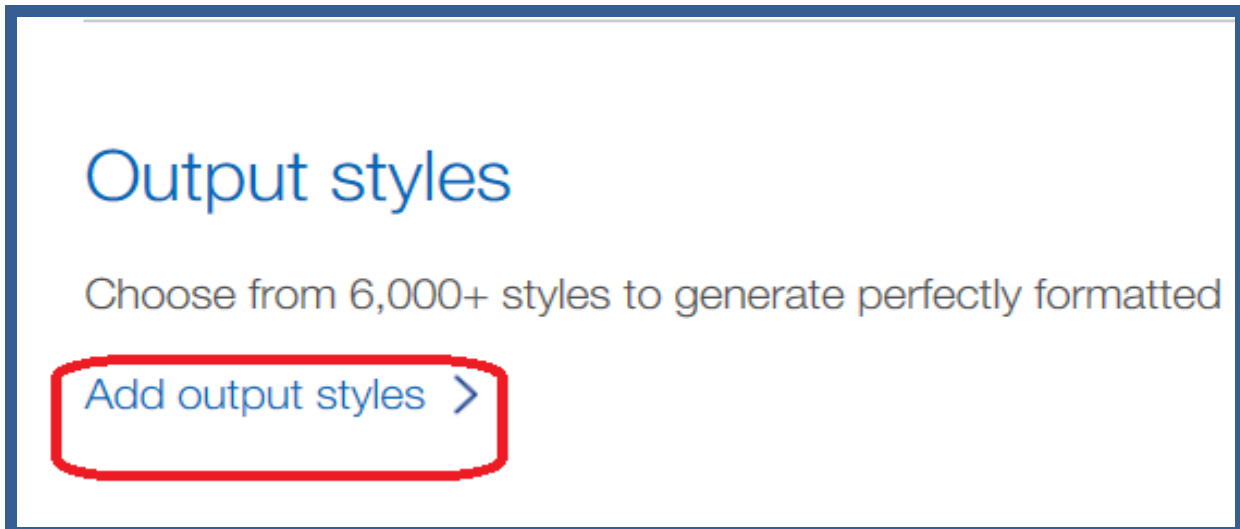 Output styles
Choose from 6,000+ styles to generate perfectly formatted
Add output styles >